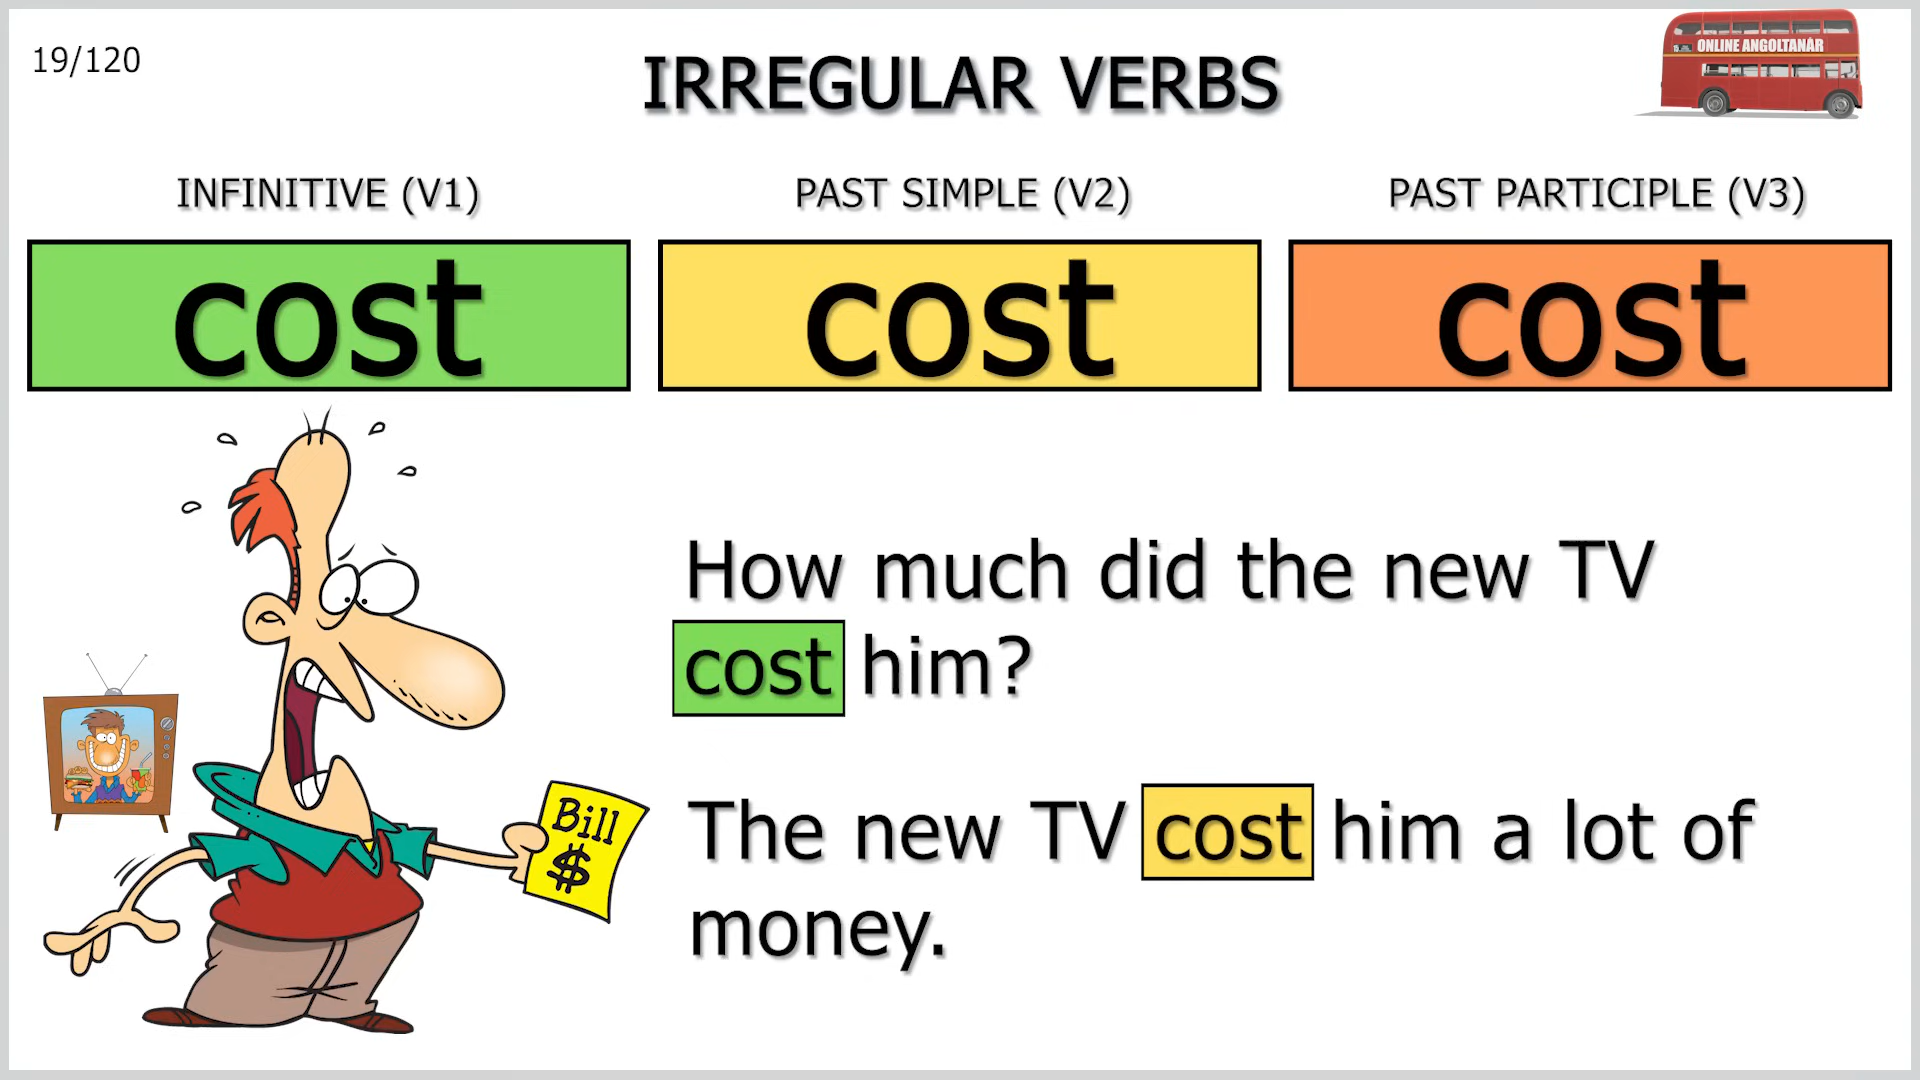 19/120
IRREGULAR VERBS
ONLINE ANGOLTANÁR
INFINITIVE (V1)
PAST SIMPLE (V2)
PAST PARTICIPLE (V3)
cost
cost
cost
How much did the new TV
cost him?
The new TV cost him a lot of
money.
Bill
$